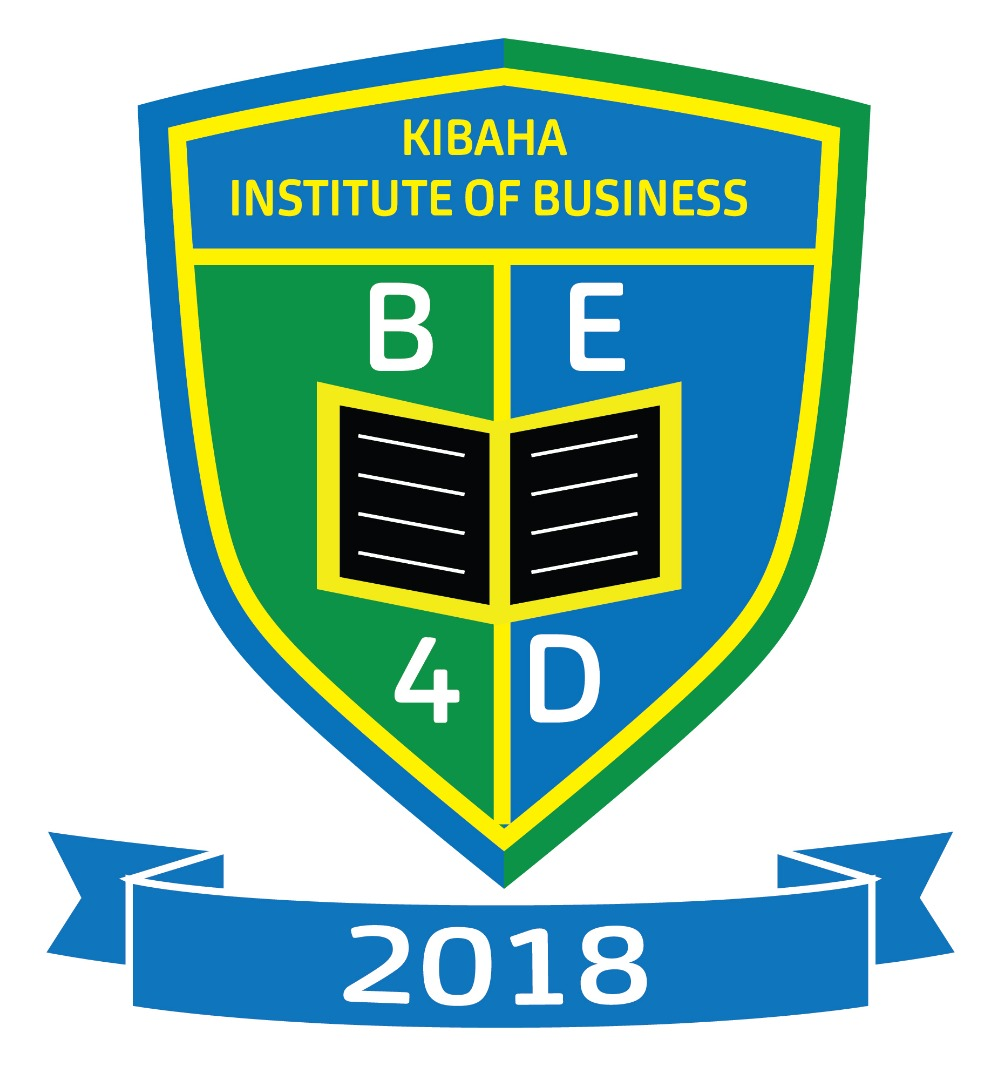 KIBAHA
INSTITUTE OF BUSINESS
B E
4 D
2018